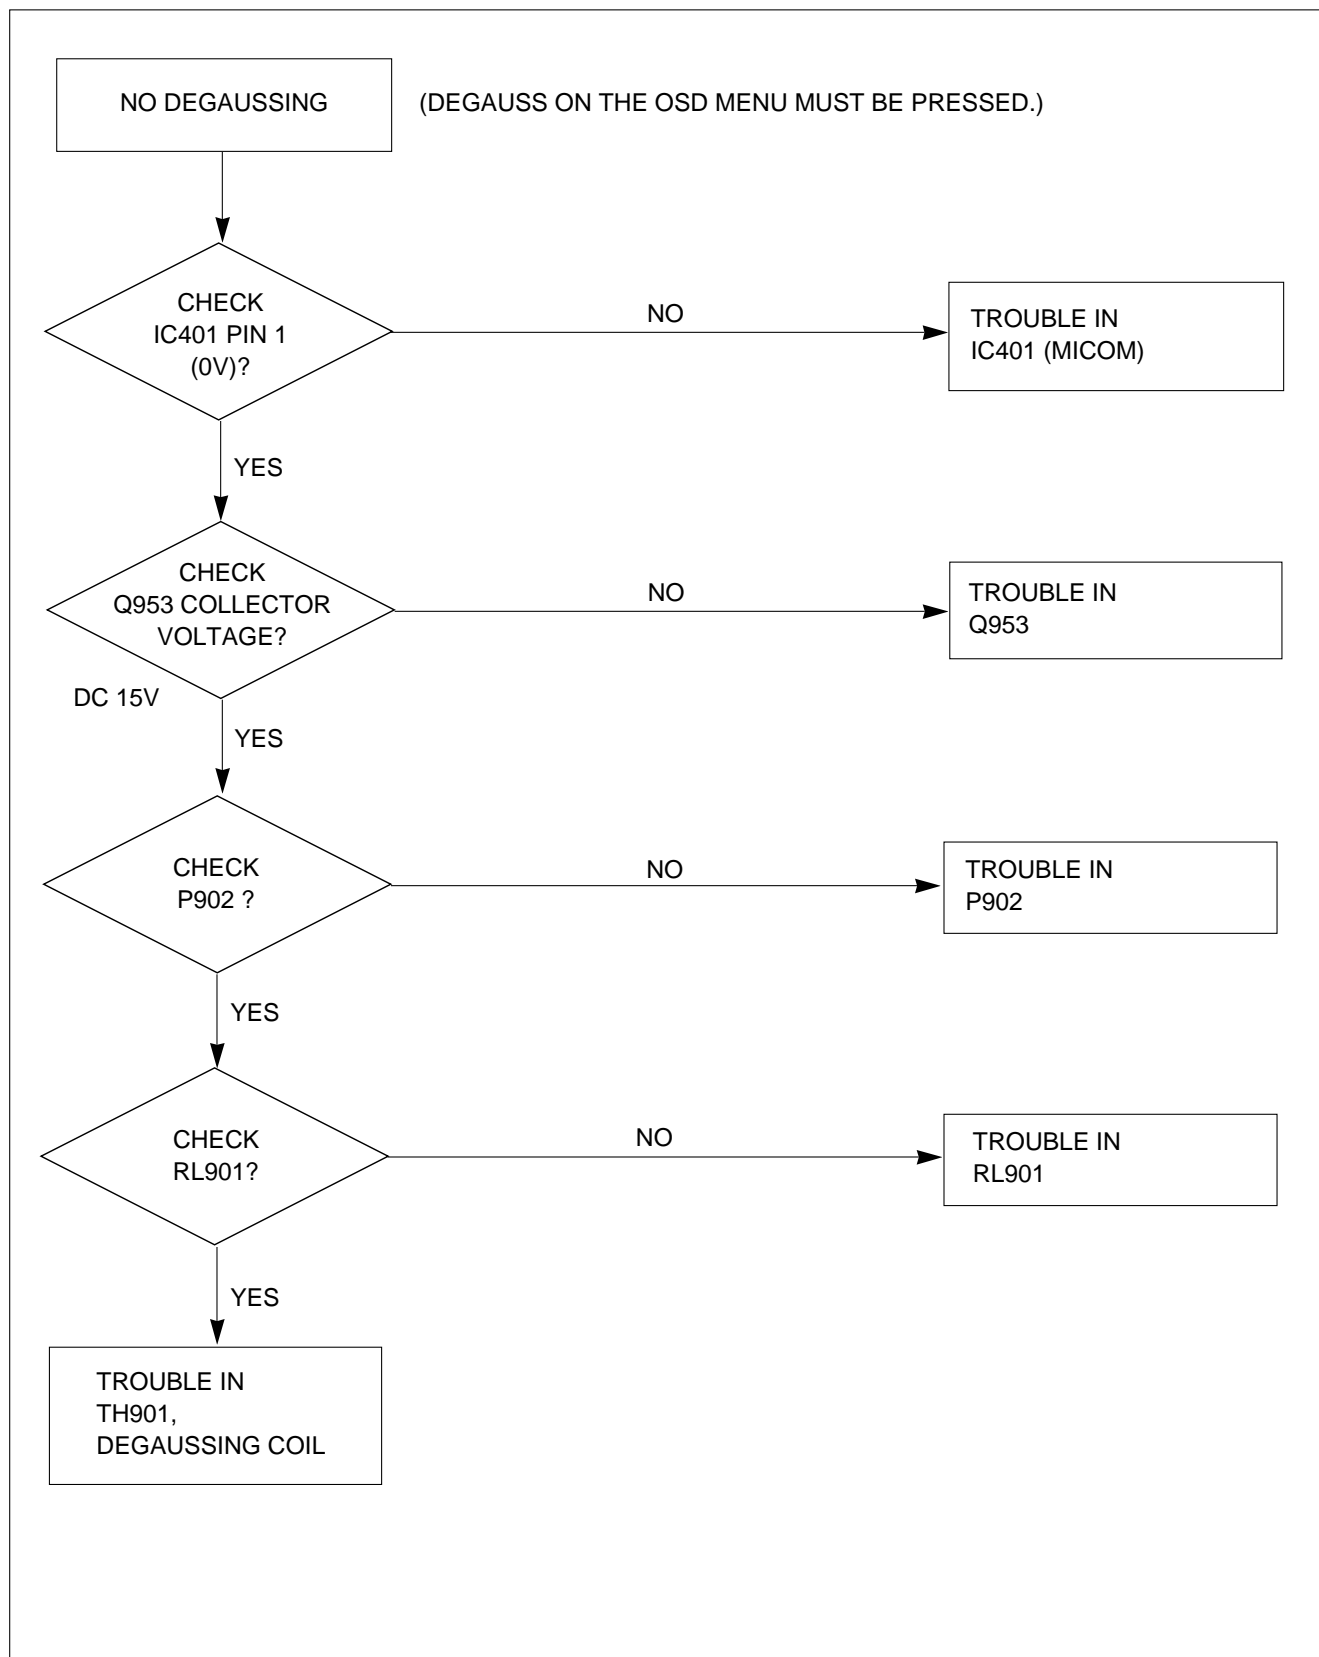 NO DEGAUSSING
(DEGAUSS ON THE OSD MENU MUST BE PRESSED.)
CHECK
IC401 PIN 1
(0V)?
NO
TROUBLE IN
IC401 (MICOM)
YES
CHECK
Q953 COLLECTOR
VOLTAGE?
NO
TROUBLE IN
Q953
DC 15V
YES
CHECK
P902 ?
NO
TROUBLE IN
P902
YES
CHECK
RL901?
NO
TROUBLE IN
RL901
YES
TROUBLE IN
TH901,
DEGAUSSING COIL